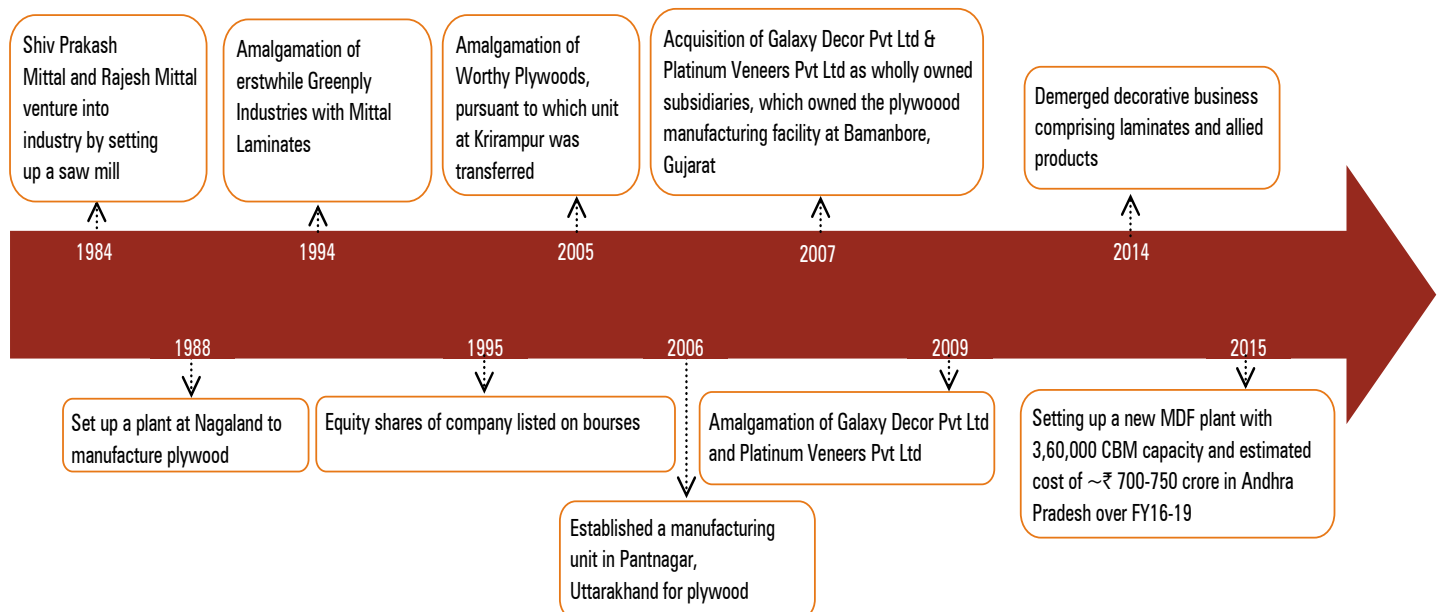 Shiv Prakash
Mittal and Rajesh Mittal
venture into
industry by setting
up a saw mill
Amalgamation of
erstwhile Greenply
Industries with Mittal
Laminates
Amalgamation of
Worthy Plywoods,
pursuant to which unit
at Krirampur was
transferred
Acquisition of Galaxy Decor Pvt Ltd &
Platinum Veneers Pvt Ltd as wholly owned
subsidiaries, which owned the plywoood
manufacturing facility at Bamanbore,
Gujarat
Demerged decorative business
comprising laminates and allied
products
1984
1994
2005
2007
2014
1988
1995
2006
2009
2015
Set up a plant at Nagaland to
manufacture plywood
Equity shares of company listed on bourses
Established a manufacturing
unit in Pantnagar,
Uttarakhand for plywood
Amalgamation of Galaxy Decor Pvt Ltd
and Platinum Veneers Pvt Ltd
Setting up a new MDF plant with
3,60,000 CBM capacity and estimated
cost of ~₹ 700-750 crore in Andhra
Pradesh over FY16-19